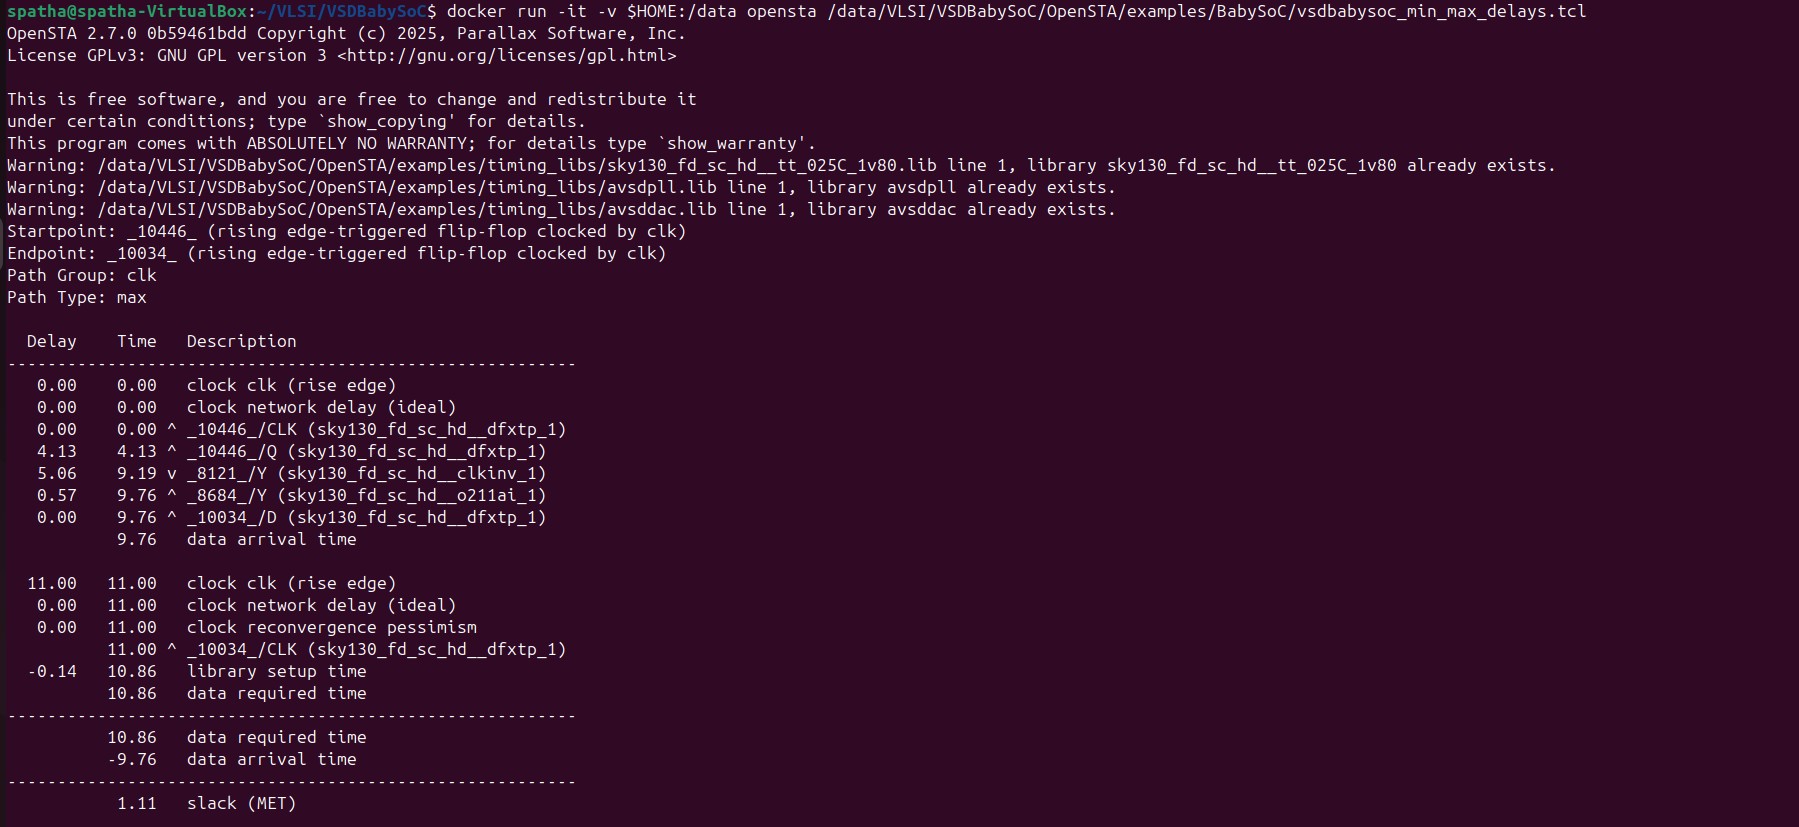 spatha@spatha-VirtualBox:~/VLSI/VSDBabySoC$ docker run -it -v $HOME:/data opensta /data/VLSI/VSDBabySoC/OpenSTA/examples/BabySoC/vsdbabysoc_min_max_delays.tcl
OpenSTA 2.7.0 0b59461bdd Copyright (c) 2025, Parallax Software, Inc.
License GPLv3: GNU GPL version 3 <http://gnu.org/licenses/gpl.html>

This is free software, and you are free to change and redistribute it
under certain conditions; type `show_copying' for details.
This program comes with ABSOLUTELY NO WARRANTY; for details type `show_warranty'.
Warning: /data/VLSI/VSDBabySoC/OpenSTA/examples/timing_libs/sky130_fd_sc_hd__tt_025C_1v80.lib line 1, library sky130_fd_sc_hd__tt_025C_1v80 already exists.
Warning: /data/VLSI/VSDBabySoC/OpenSTA/examples/timing_libs/avsdpll.lib line 1, library avsdpll already exists.
Warning: /data/VLSI/VSDBabySoC/OpenSTA/examples/timing_libs/avsddac.lib line 1, library avsddac already exists.
Startpoint: _10446_ (rising edge-triggered flip-flop clocked by clk)
Endpoint: _10034_ (rising edge-triggered flip-flop clocked by clk)
Path Group: clk
Path Type: max

  Delay    Time   Description
---------------------------------------------------------
   0.00    0.00   clock clk (rise edge)
   0.00    0.00   clock network delay (ideal)
   0.00    0.00 ^ _10446_/CLK (sky130_fd_sc_hd__dfxtp_1)
   4.13    4.13 ^ _10446_/Q (sky130_fd_sc_hd__dfxtp_1)
   5.06    9.19 v _8121_/Y (sky130_fd_sc_hd__clkinv_1)
   0.57    9.76 ^ _8684_/Y (sky130_fd_sc_hd__o211ai_1)
   0.00    9.76 ^ _10034_/D (sky130_fd_sc_hd__dfxtp_1)
           9.76   data arrival time

  11.00   11.00   clock clk (rise edge)
   0.00   11.00   clock network delay (ideal)
   0.00   11.00   clock reconvergence pessimism
          11.00 ^ _10034_/CLK (sky130_fd_sc_hd__dfxtp_1)
  -0.14   10.86   library setup time
          10.86   data required time
---------------------------------------------------------
          10.86   data required time
          -9.76   data arrival time
---------------------------------------------------------
           1.11   slack (MET)